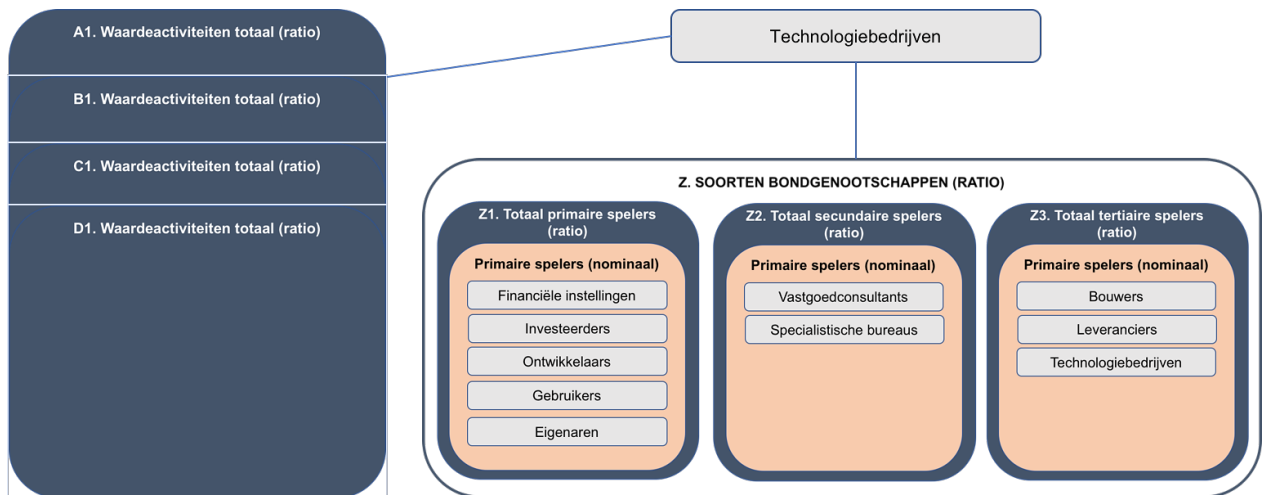 A1. Waardeactiviteiten totaal (ratio)
B1. Waardeactiviteiten totaal (ratio)
C1. Waardeactiviteiten totaal (ratio)
D1. Waardeactiviteiten totaal (ratio)
Technologiebedrijven
Z. SOORTEN BONDGENOOTSCHAPPEN (RATIO)
Z1. Totaal primaire spelers
(ratio)
Primaire spelers (nominaal)
Financiële instellingen
Investeerders
Ontwikkelaars
Gebruikers
Eigenaren
Z2. Totaal secundaire spelers
(ratio)
Primaire spelers (nominaal)
Vastgoedconsultants
Specialistische bureaus
Z3. Totaal tertiaire spelers
(ratio)
Primaire spelers (nominaal)
Bouwers
Leveranciers
Technologiebedrijven